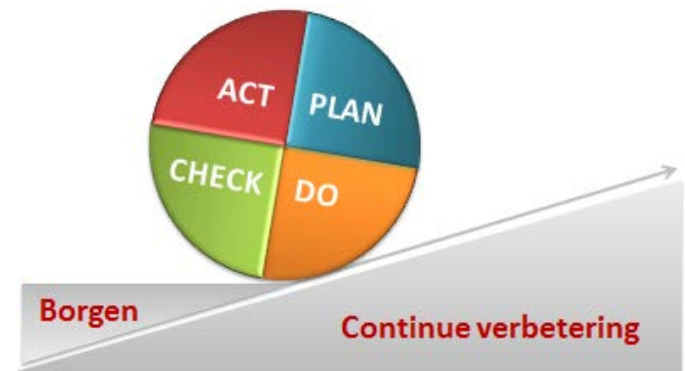 ACT
PLAN
CHECK
DO
Borgen
Continue verbetering